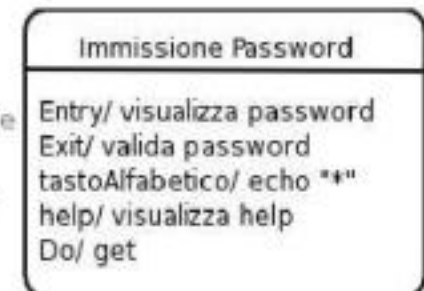 Immissione Password
e
Entry/ visualizza password
Exit/ valida password
tastoAlfabetico/ echo "*"
help/ visualizza help
Do/ get